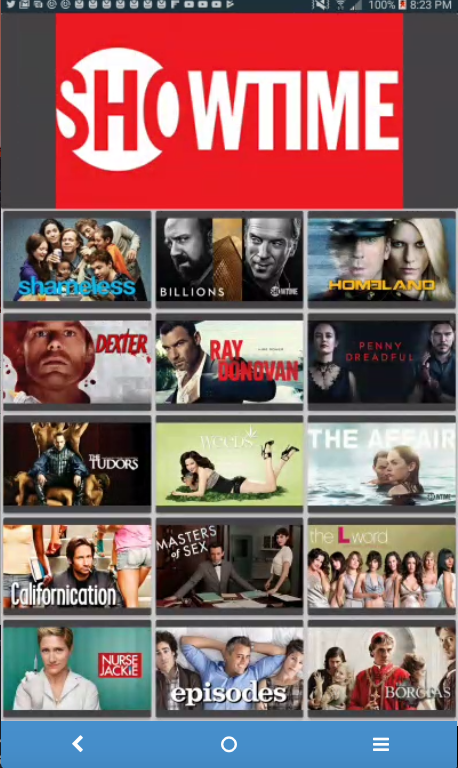 100% 8:23 PM
SHOWTIME
shameless
BILLIONS
SHOWTIME
HOMELAND
DEXTER
RAY
DONOVAN
PENNY
DREADFUL
THE
TUDORS
Weeds
THE AFFAIR
SHOWTIME
Californication
MASTERS
of SEX
the L word
NURSE
JACKiE
episodes
THE
BORGIAS